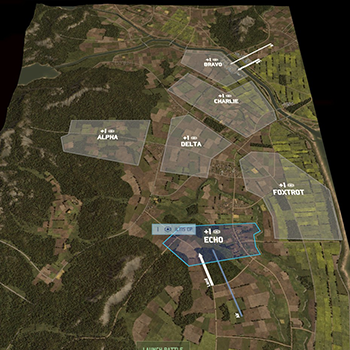 +1
BRAVO
+1
CHARLIE
+1
ALPHA
+1
DELTA
+1
FOXTROT
+1
ECHO
LAUNCH BATTLE